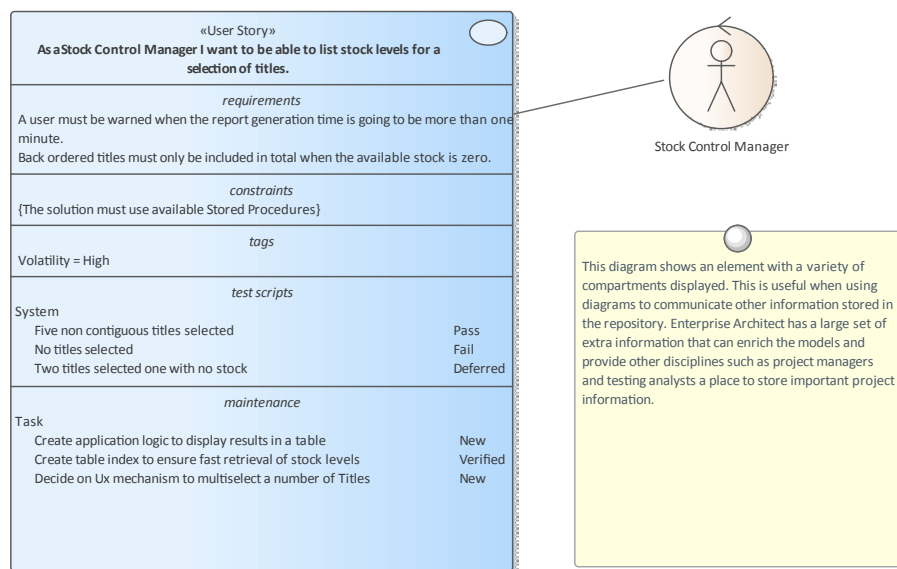 «User Story»
As a Stock Control Manager I want to be able to list stock levels for a
selection of titles.
requirements
A user must be warned when the report generation time is going to be more than one
minute.
Back ordered titles must only be included in total when the available stock is zero.
constraints
{The solution must use available Stored Procedures}
tags
Volatility = High
test scripts
System
Five non contiguous titles selected Pass
No titles selected Fail
Two titles selected one with no stock Deferred
maintenance
Task
Create application logic to display results in a table New
Create table index to ensure fast retrieval of stock levels Verified
Decide on Ux mechanism to multiselect a number of Titles New
Stock Control Manager
This diagram shows an element with a variety of
compartments displayed. This is useful when using
diagrams to communicate other information stored in
the repository. Enterprise Architect has a large set of
extra information that can enrich the models and
provide other disciplines such as project managers
and testing analysts a place to store important project
information.